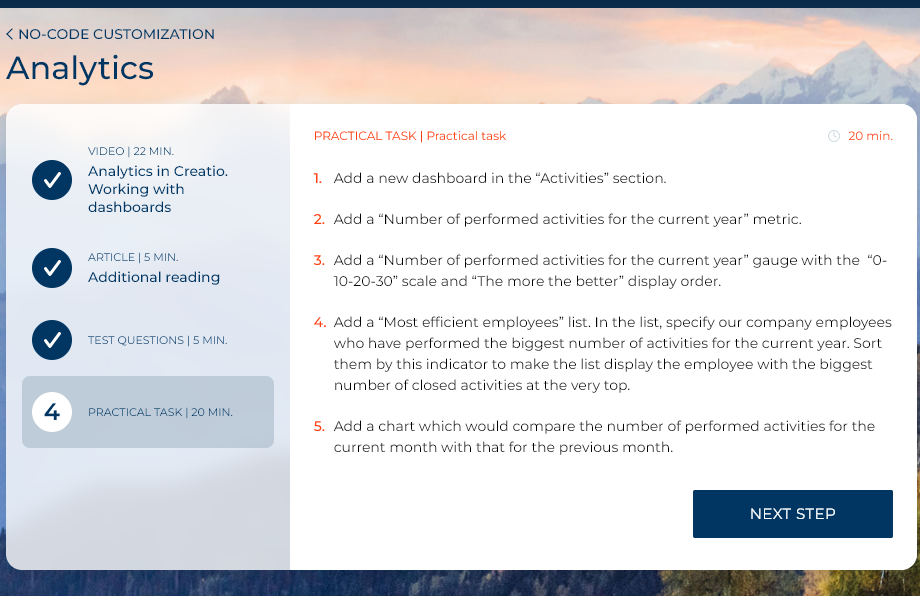 NO-CODE CUSTOMIZATION
Analytics
VIDEO | 22 MIN.
Analytics in Creatio.
Working with
dashboards
ARTICLE | 5 MIN.
Additional reading
TEST QUESTIONS | 5 MIN.
4
PRACTICAL TASK | 20 MIN.
PRACTICAL TASK | Practical task
20 min.
1. Add a new dashboard in the “Activities” section.
2. Add a “Number of performed activities for the current year” metric.
3. Add a “Number of performed activities for the current year” gauge with the “0-
10-20-30” scale and “The more the better” display order.
4. Add a “Most efficient employees” list. In the list, specify our company employees
who have performed the biggest number of activities for the current year. Sort
them by this indicator to make the list display the employee with the biggest
number of closed activities at the very top.
5. Add a chart which would compare the number of performed activities for the
current month with that for the previous month.
NEXT STEP